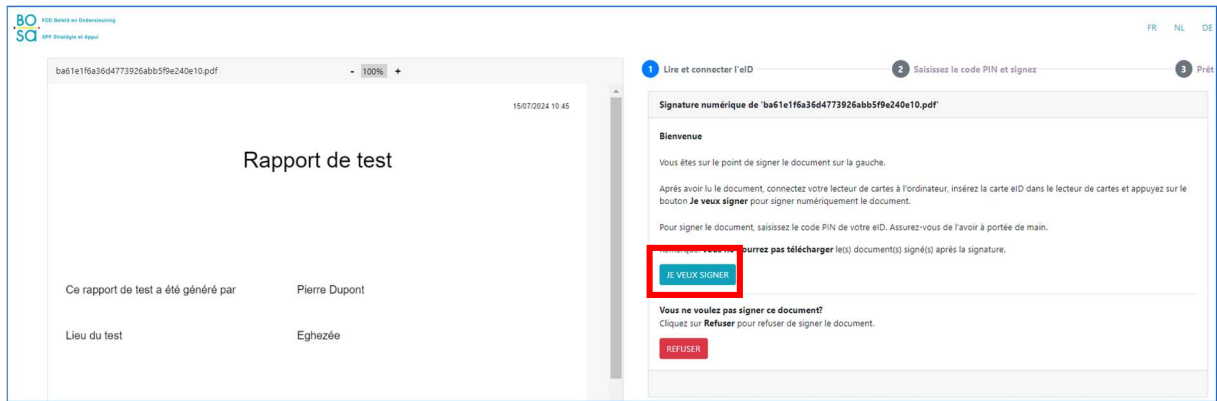 BOSa
FOD Beleid en Ondersteuning
SPF Stratégie et Appui
FR NL DE
ba61e1f6a36d4773926abb5f9e240e10.pdf - 100% +
15/07/2024 10:45
Rapport de test
Ce rapport de test a été généré par Pierre Dupont
Lieu du test Eghezée
1 Lire et connecter l'eID 2 Saisissez le code PIN et signez 3 Prêt
Signature numérique de 'ba61e1f6a36d4773926abb5f9e240e10.pdf'
Bienvenue
Vous êtes sur le point de signer le document sur la gauche.
Après avoir lu le document, connectez votre lecteur de cartes à l'ordinateur, insérez la carte eID dans le lecteur de cartes et appuyez sur le
bouton Je veux signer pour signer numériquement le document.
Pour signer le document, saisissez le code PIN de votre eID. Assurez-vous de l'avoir à portée de main.
pourrez pas télécharger le(s) document(s) signé(s) après la signature.
JE VEUX SIGNER
Vous ne voulez pas signer ce document?
Cliquez sur Refuser pour refuser de signer le document.
REFUSER